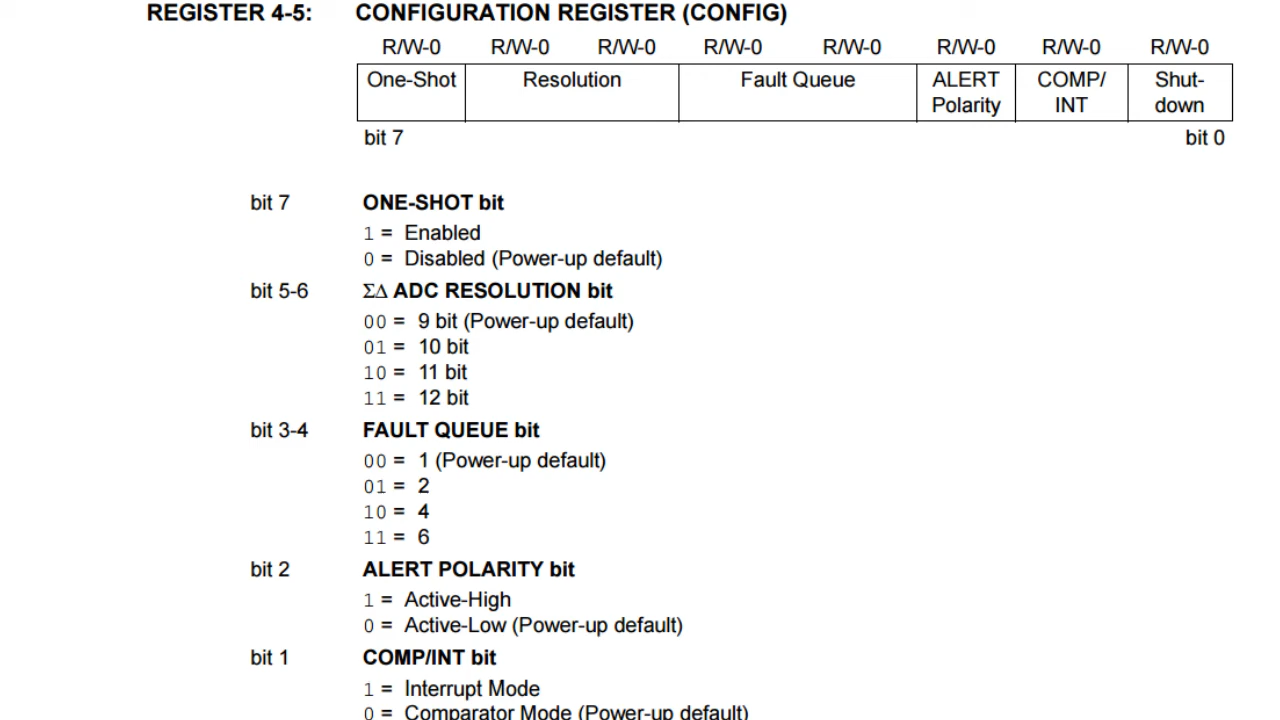 REGISTER 4-5: CONFIGURATION REGISTER (CONFIG)
R/W-0 R/W-0 R/W-0 R/W-0 R/W-0 R/W-0 R/W-0 R/W-0
One-Shot Resolution Fault Queue ALERT COMP/ Shut-
Polarity INT down
bit 7 bit 0
bit 7 ONE-SHOT bit
1 = Enabled
0 = Disabled (Power-up default)
bit 5-6 ΣΔ ADC RESOLUTION bit
00 = 9 bit (Power-up default)
01 = 10 bit
10 = 11 bit
11 = 12 bit
bit 3-4 FAULT QUEUE bit
00 = 1 (Power-up default)
01 = 2
10 = 4
11 = 6
bit 2 ALERT POLARITY bit
1 = Active-High
0 = Active-Low (Power-up default)
bit 1 COMP/INT bit
1 = Interrupt Mode
0 = Comparator Mode (Power-up default)